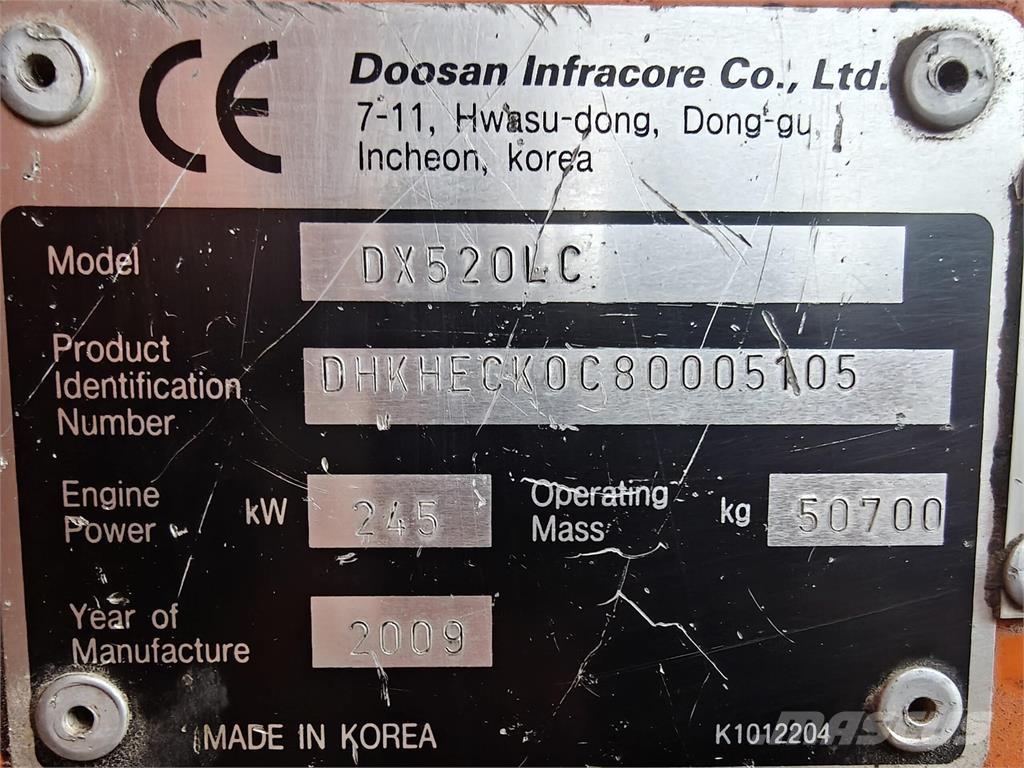 CE
Doosan Infracore Co., Ltd.
7-11, Hwasu-dong, Dong-gu,
Incheon, korea
Model DX520LC
Product
Identification
Number
DHKHECK0C80005105
Engine
Power kW 245
Operating
Mass kg 50700
Year of
Manufacture 2009
MADE IN KOREA
K1012204
MASCUS